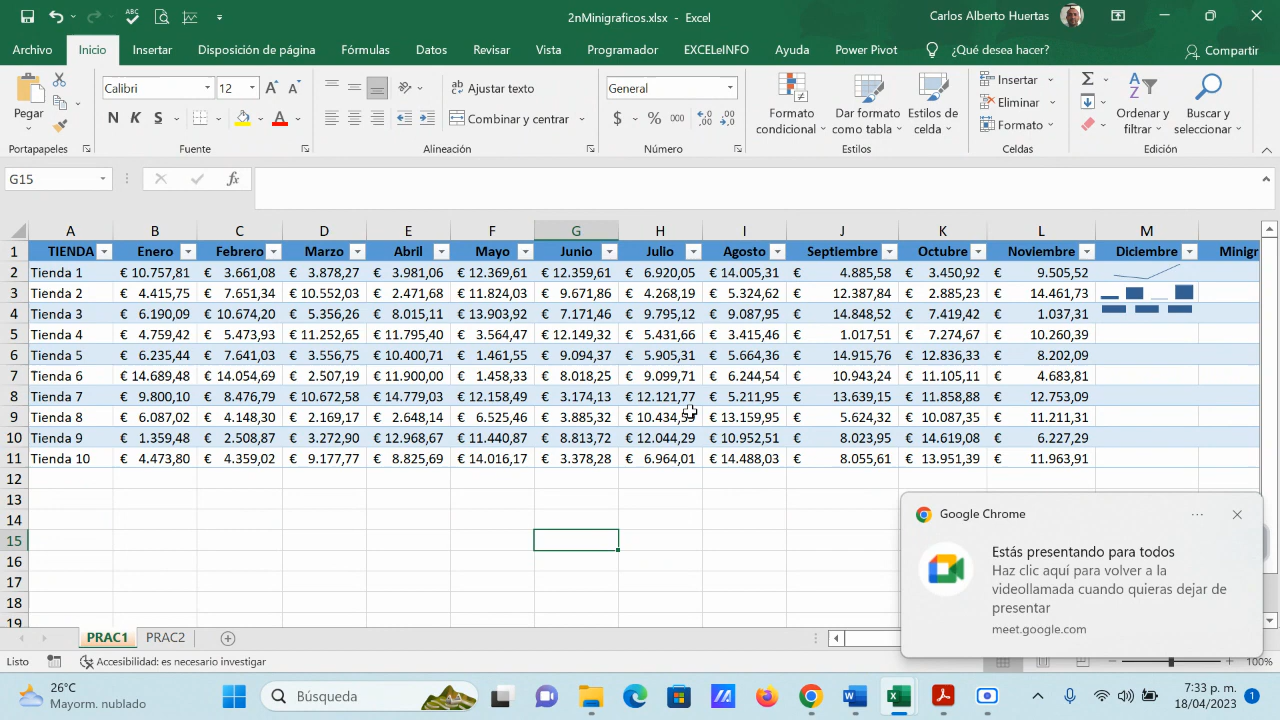 2nMinigraficos.xlsx - Excel
Carlos Alberto Huertas
Archivo Inicio Insertar Disposición de página Fórmulas Datos Revisar Vista Programador EXCELeINFO Ayuda Power Pivot ¿Qué desea hacer? Compartir
Pegar
Calibri 12
N K S
Ajustar texto
Combinar y centrar
General
$ % 000
Formato condicional
Dar formato como tabla
Estilos de celda
Insertar
Eliminar
Formato
Ordenar y filtrar
Buscar y seleccionar
Portapapeles Fuente Alineación Número Estilos Celdas Edición
G15 fx
A B C D E F G H I J K L M N
1 TIENDA Enero Febrero Marzo Abril Mayo Junio Julio Agosto Septiembre Octubre Noviembre Diciembre Minigr
2 Tienda 1 € 10.757,81 € 3.661,08 € 3.878,27 € 3.981,06 € 12.369,61 € 12.359,61 € 6.920,05 € 14.005,31 € 4.885,58 € 3.450,92 € 9.505,52
3 Tienda 2 € 4.415,75 € 7.651,34 € 10.552,03 € 2.471,68 € 11.824,03 € 9.671,86 € 4.268,19 € 5.324,62 € 12.387,84 € 2.885,23 € 14.461,73
4 Tienda 3 € 6.190,09 € 10.674,20 € 5.356,26 € 9.013,01 € 4.903,92 € 7.171,46 € 9.795,12 € 9.087,95 € 14.848,52 € 7.419,42 € 1.037,31
5 Tienda 4 € 4.759,42 € 5.473,93 € 11.252,65 € 11.795,40 € 3.564,47 € 12.149,32 € 5.431,66 € 3.415,46 € 1.017,51 € 7.274,67 € 10.260,39
6 Tienda 5 € 6.235,44 € 7.641,03 € 3.556,75 € 10.400,71 € 1.461,55 € 9.094,37 € 5.905,31 € 5.664,36 € 14.915,76 € 12.836,33 € 8.202,09
7 Tienda 6 € 14.689,48 € 14.054,69 € 2.507,19 € 11.900,00 € 1.458,33 € 8.018,25 € 9.099,71 € 6.244,54 € 10.943,24 € 11.105,11 € 4.683,81
8 Tienda 7 € 9.800,10 € 8.476,79 € 10.672,58 € 14.779,03 € 12.158,49 € 3.174,13 € 12.121,77 € 5.211,95 € 13.639,15 € 11.858,88 € 12.753,09
9 Tienda 8 € 6.087,02 € 4.148,30 € 2.169,17 € 2.648,14 € 6.525,46 € 3.885,32 € € 13.159,95 € 5.624,32 € 10.087,35 € 11.211,31
10 Tienda 9 € 1.359,48 € 2.508,87 € 3.272,90 € 12.968,67 € 11.440,87 € 8.813,72 € 12.044,29 € 10.952,51 € 8.023,95 € 14.619,08 € 6.227,29
11 Tienda 10 € 4.473,80 € 4.359,02 € 9.177,77 € 8.825,69 € 14.016,17 € 3.378,28 € 6.964,01 € 14.488,03 € 8.055,61 € 13.951,39 € 11.963,91
12
13
14
15
16
17
18
19
Google Chrome
Estás presentando para todos
Haz clic aquí para volver a la
videollamada cuando quieras dejar de
presentar
meet.google.com
PRAC1 PRAC2
Listo Accesibilidad: es necesario investigar 100%
26°C
Mayorm. nublado
Búsqueda
7:33 p. m.
18/04/2023
1